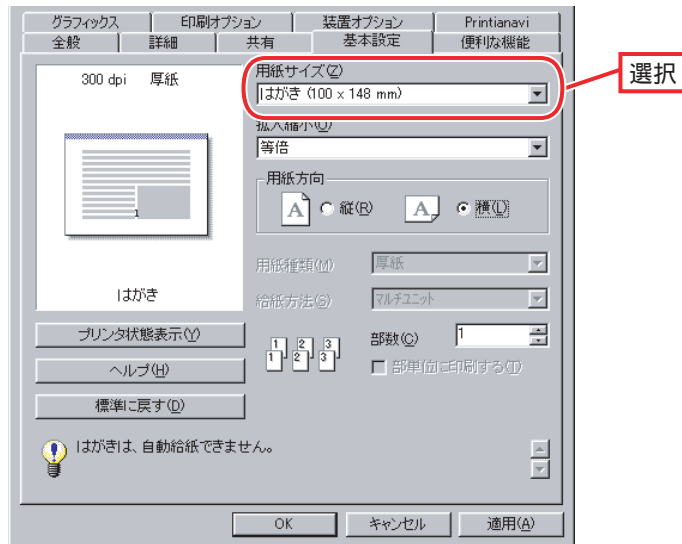 グラフィックス 印刷オプション 装置オプション Printianavi
全般 詳細 共有 基本設定 便利な機能
300 dpi 厚紙
1
はがき
用紙サイズ(Z)
はがき (100 x 148 mm)
選択
拡大縮小(O)
等倍
用紙方向
A 縦(R) A 横(L)
用紙種類(M) 厚紙
給紙方法(S) マルチユニット
1 1 2 2 3 3
部数(C) 1
部単位に印刷する(T)
プリンタ状態表示(Y)
ヘルプ(H)
標準に戻す(D)
はがきは、自動給紙できません。
OK キャンセル 適用(A)